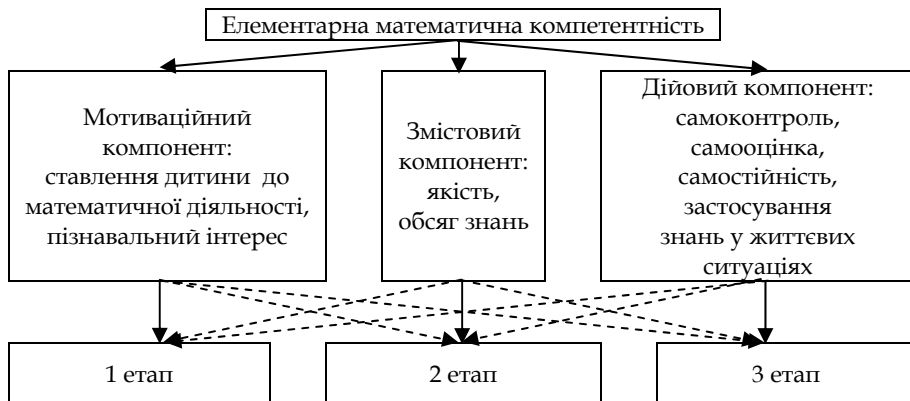 Елементарна математична компетентність
Мотиваційний
компонент:
ставлення дитини до
математичної діяльності,
пізнавальний інтерес
Змістовий
компонент:
якість,
обсяг знань
Дійовий компонент:
самоконтроль,
самооцінка,
самостійність,
застосування
знань у життєвих
ситуаціях
1 етап
2 етап
3 етап